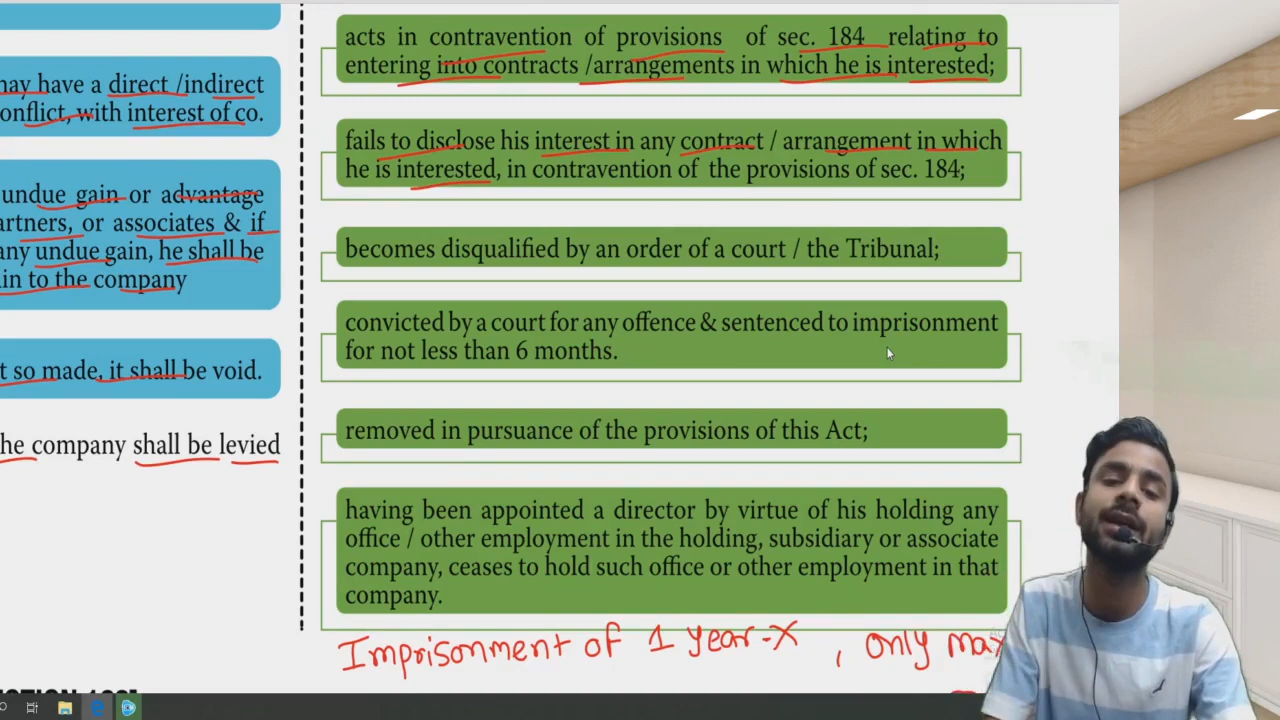 may have a direct /indirect
conflict, with interest of co.
undue gain or advantage
partners, or associates & if
any undue gain, he shall be
to the company
so made, it shall be void.
the company shall be levied
acts in contravention of provisions of sec. 184 relating to
entering into contracts /arrangements in which he is interested;
fails to disclose his interest in any contract / arrangement in which
he is interested, in contravention of the provisions of sec. 184;
becomes disqualified by an order of a court / the Tribunal;
convicted by a court for any offence & sentenced to imprisonment
for not less than 6 months.
removed in pursuance of the provisions of this Act;
having been appointed a director by virtue of his holding any
office / other employment in the holding, subsidiary or associate
company, ceases to hold such office or other employment in that
company.
Imprisonment of 1 year - X , only max